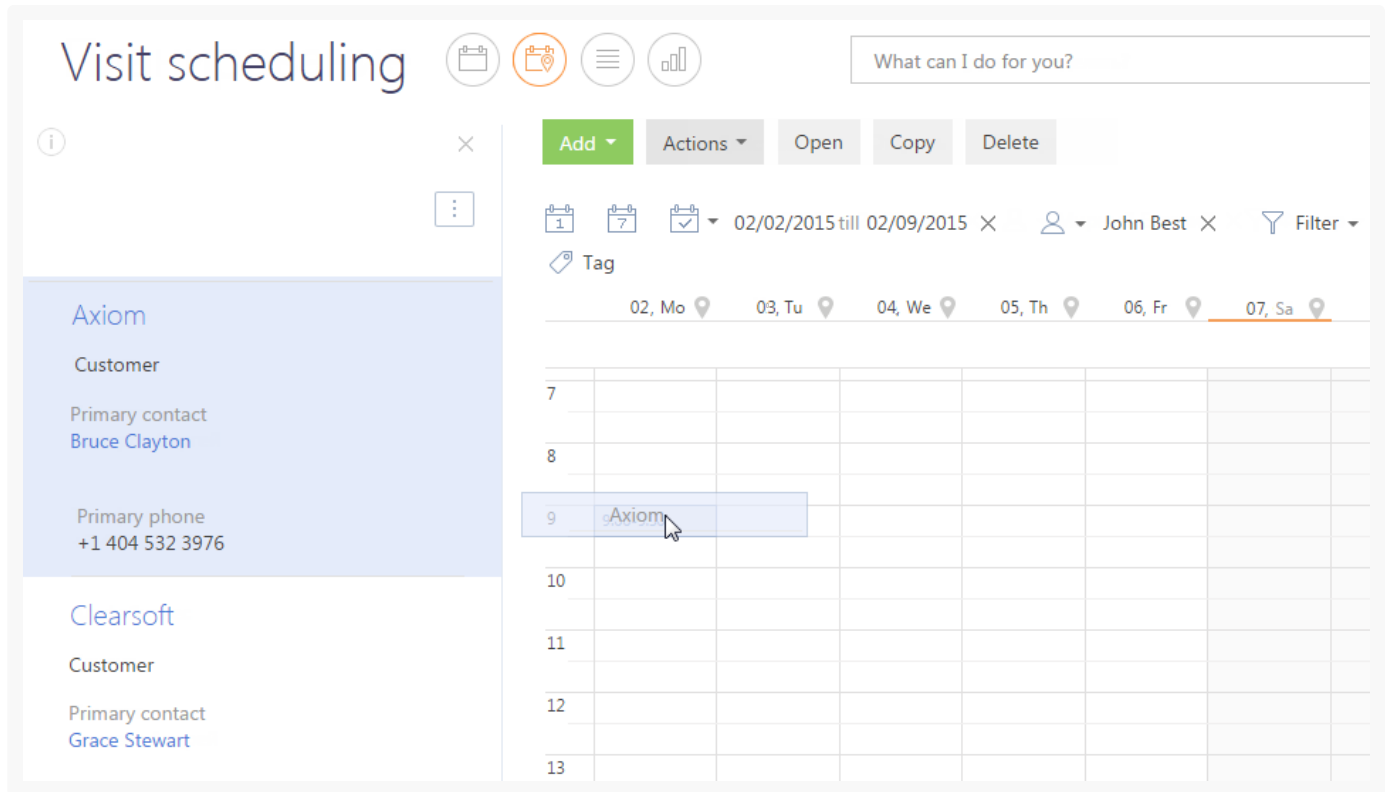 Visit scheduling
What can I do for you?
Add Actions Open Copy Delete
1 7 02/02/2015 till 02/09/2015 John Best Filter
Tag
02, Mo 03, Tu 04, We 05, Th 06, Fr 07, Sa
Axiom
Customer
Primary contact
Bruce Clayton
Primary phone
+1 404 532 3976
Clearsoft
Customer
Primary contact
Grace Stewart
7
8
9 Axiom
10
11
12
13